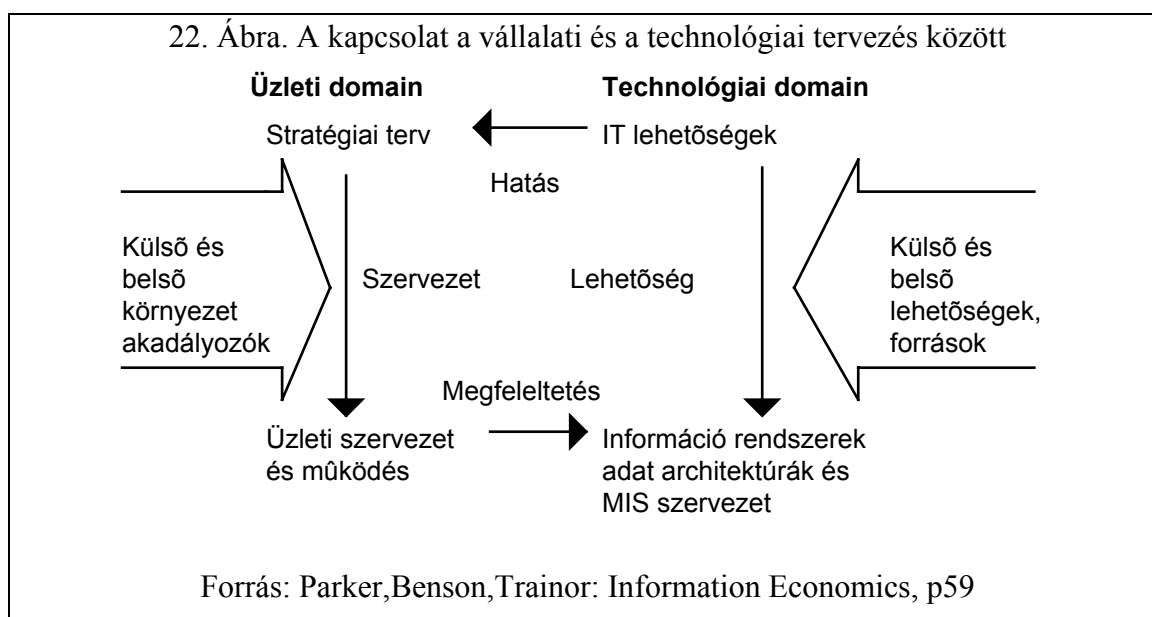 22. Ábra. A kapcsolat a vállalati és a technológiai tervezés között
Üzleti domain
Technológiai domain
Stratégiai terv
IT lehetõségek
Hatás
Külsõ és
belsõ
környezet
akadályozók
Szervezet
Lehetõség
Külsõ és
belsõ
lehetõségek,
források
Megfeleltetés
Üzleti szervezet
és mûködés
Információ rendszerek
adat architektúrák és
MIS szervezet
Forrás: Parker,Benson,Trainor: Information Economics, p59